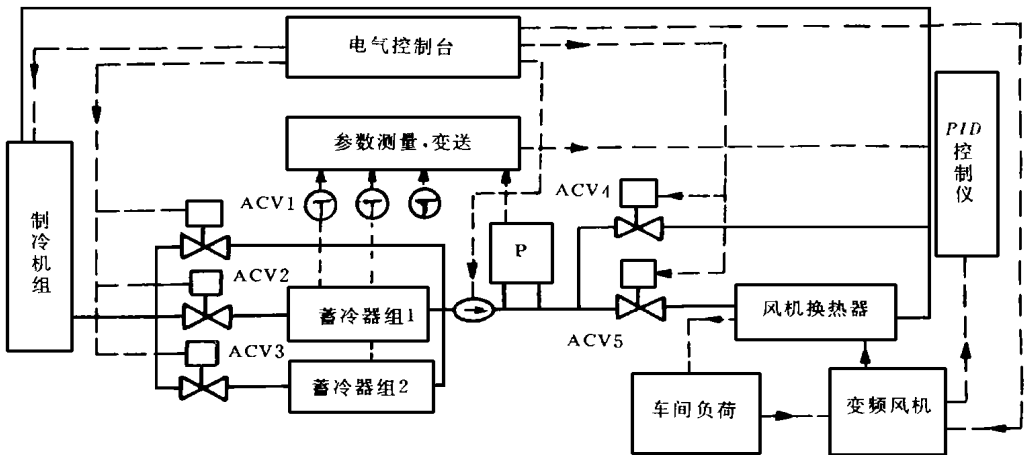 电气控制台
参数测量·变送
PID
控制仪
制冷机组
ACV1
T
T
T
ACV4
P
ACV2
蓄冷器组1
风机换热器
ACV3
ACV5
蓄冷器组2
车间负荷
变频风机